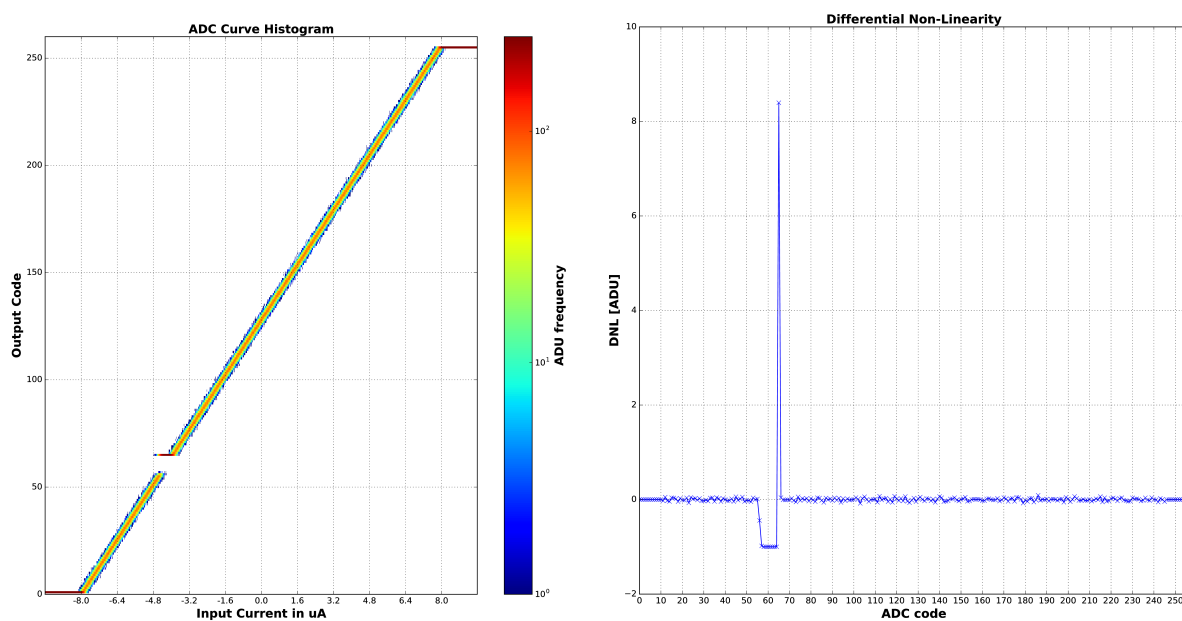 ADC Curve Histogram
250
200
150
100
50
0
Output Code
-8.0 -6.4 -4.8 -3.2 -1.6 0.0 1.6 3.2 4.8 6.4 8.0
Input Current in uA
10²
10¹
10⁰
ADU frequency
Differential Non-Linearity
10
8
6
4
2
0
−2
DNL [ADU]
0 10 20 30 40 50 60 70 80 90 100 110 120 130 140 150 160 170 180 190 200 210 220 230 240 250
ADC code